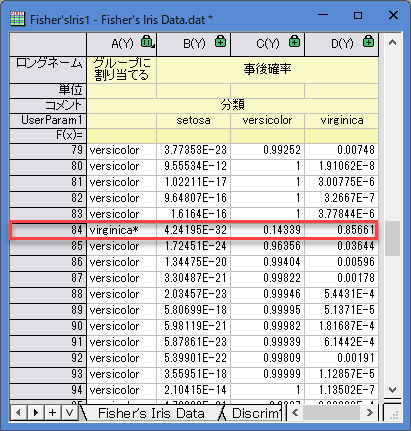 Fisher'sIris1 - Fisher's Iris Data.dat *
A(Y) B(Y) C(Y) D(Y)
ロングネーム グループに割り当てる 事後確率
単位
コメント 分類
UserParam1 setosa versicolor virginica
F(x)=
79 versicolor 3.77353E-23 0.99252 0.00748
80 versicolor 9.55534E-12 1 1.91062E-8
81 versicolor 1.02211E-17 1 3.00775E-6
82 versicolor 9.64807E-16 1 3.2667E-7
83 versicolor 1.6164E-16 1 3.77844E-6
84 virginica* 4.24195E-32 0.14339 0.85661
85 versicolor 1.72451E-24 0.96356 0.03644
86 versicolor 1.34475E-20 0.99404 0.00596
87 versicolor 3.30487E-21 0.99822 0.00178
88 versicolor 2.03457E-23 0.99946 5.4431E-4
89 versicolor 5.80699E-18 0.99995 5.1371E-5
90 versicolor 5.98119E-21 0.99982 1.81687E-4
91 versicolor 5.87861E-23 0.99939 6.1442E-4
92 versicolor 5.39901E-22 0.99809 0.00191
93 versicolor 3.55951E-18 0.99999 1.12857E-5
94 versicolor 2.10415E-14 1 1.13502E-7
Fisher's Iris Data Discrim